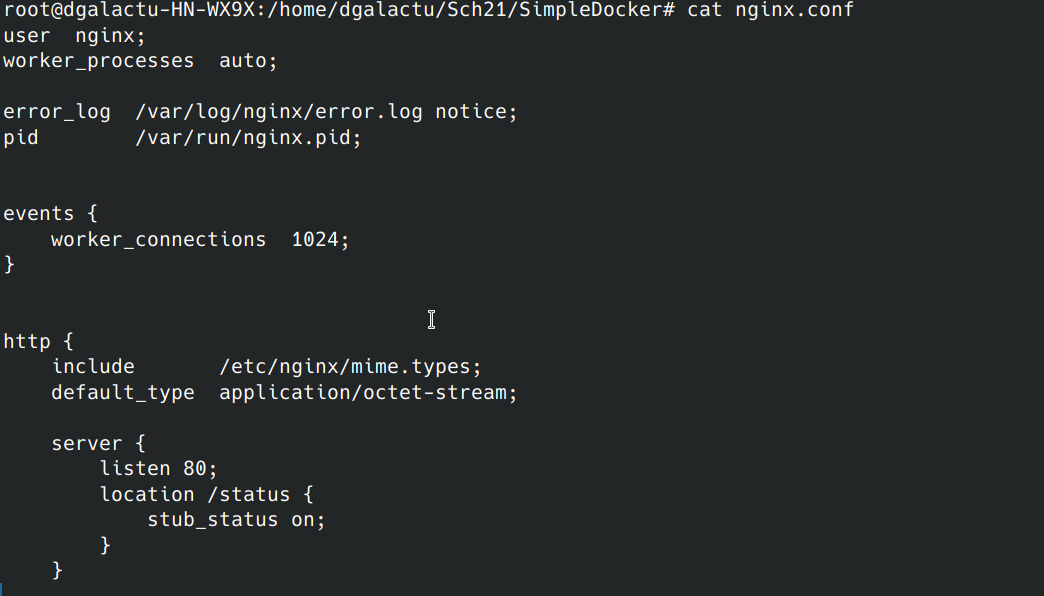 root@dgalactu-HN-WX9X:/home/dgalactu/Sch21/SimpleDocker# cat nginx.conf
user  nginx;
worker_processes  auto;
error_log  /var/log/nginx/error.log notice;
pid        /var/run/nginx.pid;
events {
    worker_connections  1024;
}
http {
    include       /etc/nginx/mime.types;
    default_type  application/octet-stream;
    server {
        listen 80;
        location /status {
            stub_status on;
        }
    }